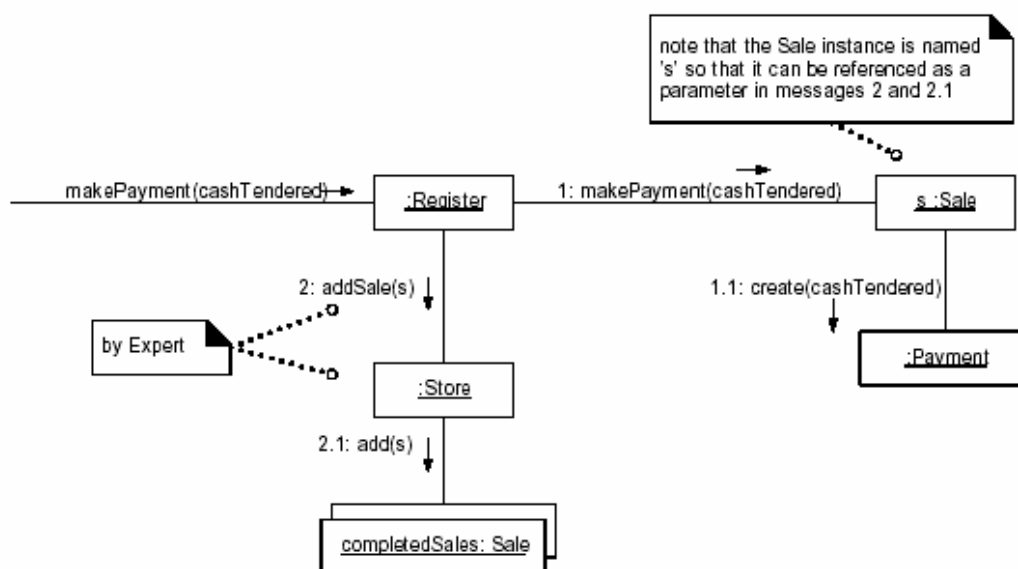 note that the Sale instance is named
's' so that it can be referenced as a
parameter in messages 2 and 2.1
makePayment(cashTendered)
:Register
1: makePayment(cashTendered)
s :Sale
2: addSale(s)
1.1: create(cashTendered)
by Expert
:Payment
:Store
2.1: add(s)
completedSales: Sale